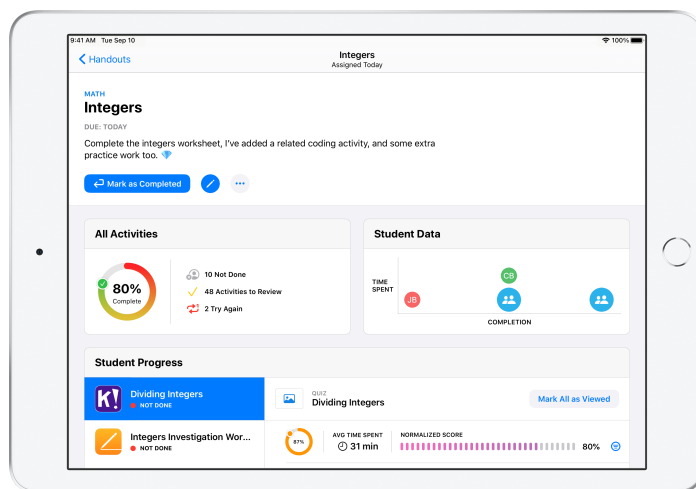 9:41 AM Tue Sep 10
100%
Handouts
Integers
Assigned Today
MATH
Integers
DUE: TODAY
Complete the integers worksheet, I've added a related coding activity, and some extra
practice work too.
Mark as Completed
All Activities
80%
Complete
10 Not Done
48 Activities to Review
2 Try Again
Student Data
TIME
SPENT
JB
CB
COMPLETION
Student Progress
K!
Dividing Integers
NOT DONE
QUIZ
Dividing Integers
Mark All as Viewed
Integers Investigation Wor...
NOT DONE
87%
AVG TIME SPENT
31 min
NORMALIZED SCORE
80%